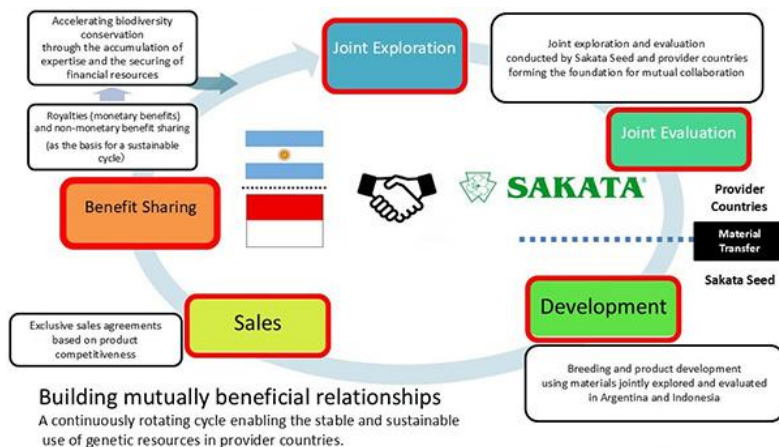 Accelerating biodiversity
conservation
through the accumulation of
expertise and the securing of
financial resources
Joint Exploration
Joint exploration and evaluation
conducted by Sakata Seed and provider countries
forming the foundation for mutual collaboration
Royalties (monetary benefits)
and non-monetary benefit sharing
(as the basis for a sustainable
cycle)
Joint Evaluation
Benefit Sharing
SAKATA®
Provider
Countries
Material
Transfer
Sakata Seed
Development
Sales
Exclusive sales agreements
based on product
competitiveness
Breeding and product development
using materials jointly explored and evaluated
in Argentina and Indonesia
Building mutually beneficial relationships
A continuously rotating cycle enabling the stable and sustainable
use of genetic resources in provider countries.